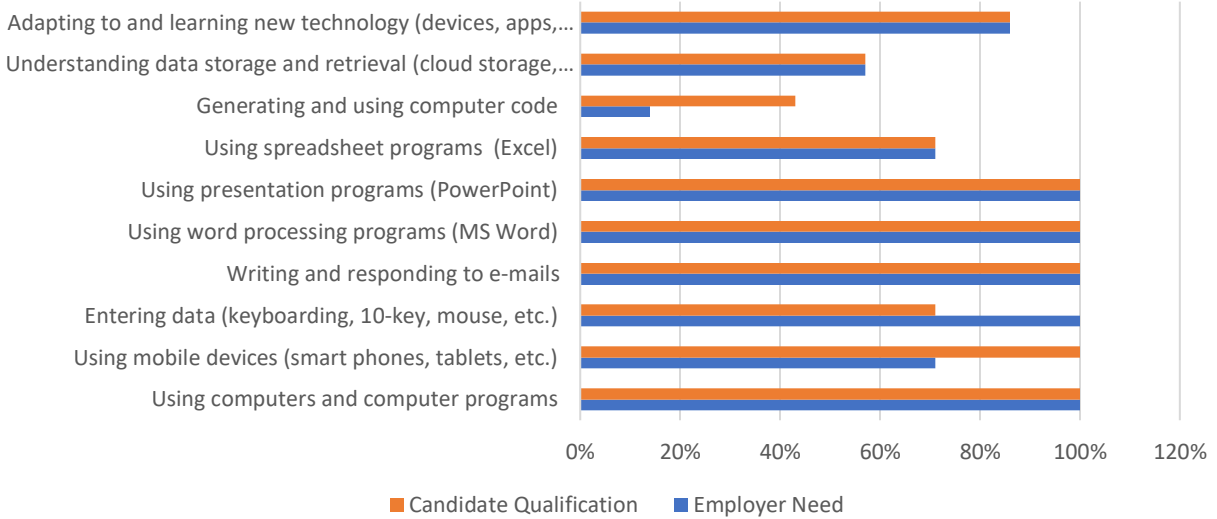 Adapting to and learning new technology (devices, apps,...
Understanding data storage and retrieval (cloud storage,...
Generating and using computer code
Using spreadsheet programs  (Excel)
Using presentation programs (PowerPoint)
Using word processing programs (MS Word)
Writing and responding to e-mails
Entering data (keyboarding, 10-key, mouse, etc.)
Using mobile devices (smart phones, tablets, etc.)
Using computers and computer programs
0% 20% 40% 60% 80% 100% 120%
Candidate Qualification Employer Need